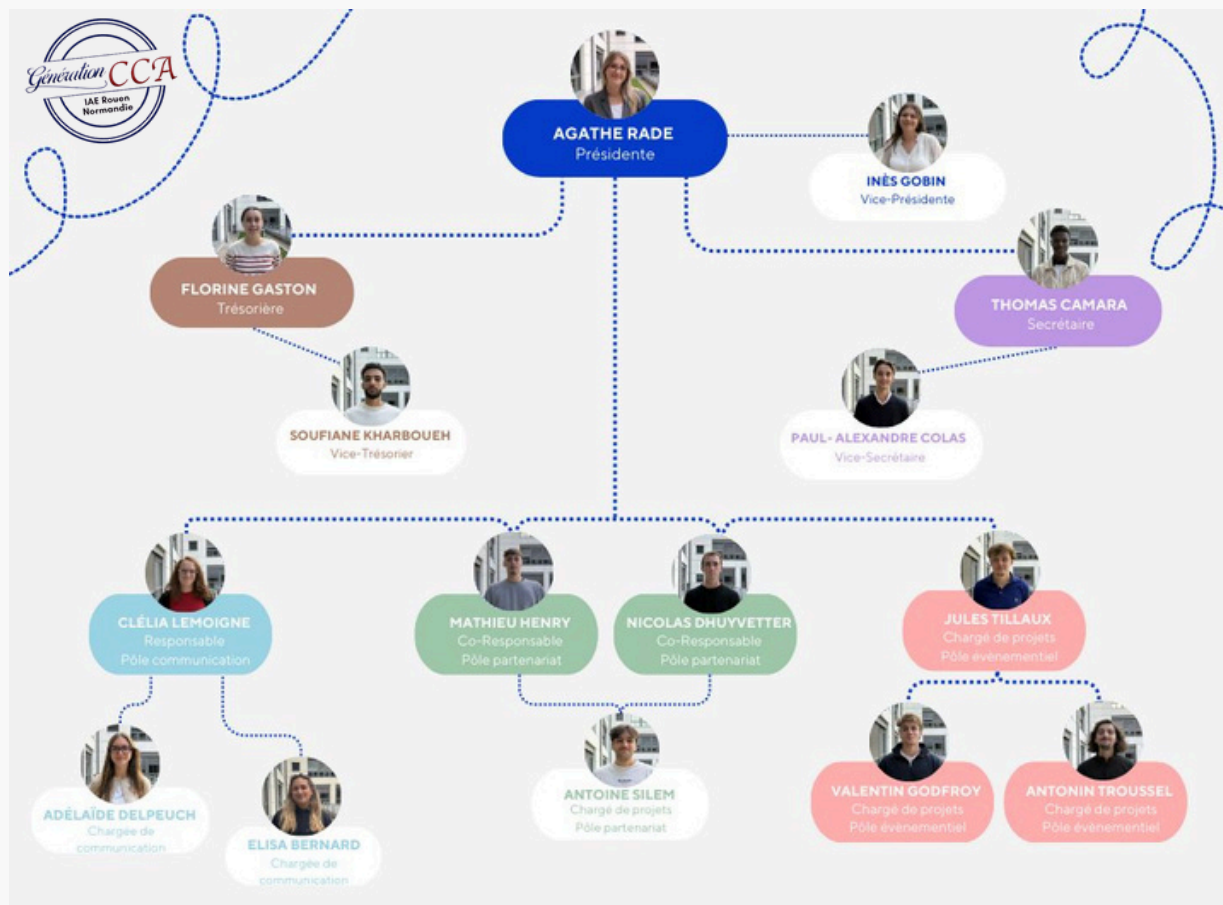 Génération CCA
IAE Rouen
Normandie
AGATHE RADE
Présidente
INÈS GOBIN
Vice-Présidente
FLORINE GASTON
Trésorière
THOMAS CAMARA
Secrétaire
SOUFIANE KHARBOUEH
Vice-Trésorier
PAUL- ALEXANDRE COLAS
Vice-Secrétaire
CLÉLIA LEMOIGNE
Responsable
Pôle communication
MATHIEU HENRY
Co-Responsable
Pôle partenariat
NICOLAS DHUYVETTER
Co-Responsable
Pôle partenariat
JULES TILLAUX
Chargé de projets
Pôle évènementiel
ADÉLAÏDE DELPEUCH
Chargée de
communication
ELISA BERNARD
Chargée de
communication
ANTOINE SILEM
Chargé de projets
Pôle partenariat
VALENTIN GODFROY
Chargé de projets
Pôle évènementiel
ANTONIN TROUSSEL
Chargé de projets
Pôle évènementiel